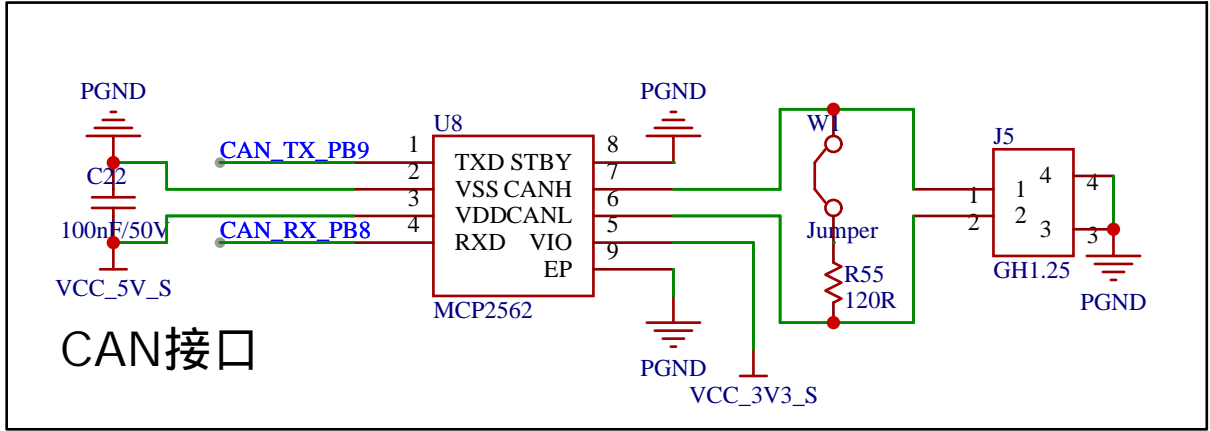 PGND
C22
100nF/50V
VCC_5V_S
CAN_TX_PB9
CAN_RX_PB8
U8
1
2
3
4
TXD STBY
VSS CANH
VDD CANL
RXD VIO
EP
8
7
6
5
9
MCP2562
PGND
PGND
VCC_3V3_S
W1
Jumper
R55
120R
J5
1
2
1
2
4
3
4
3
GH1.25
PGND
CAN接口